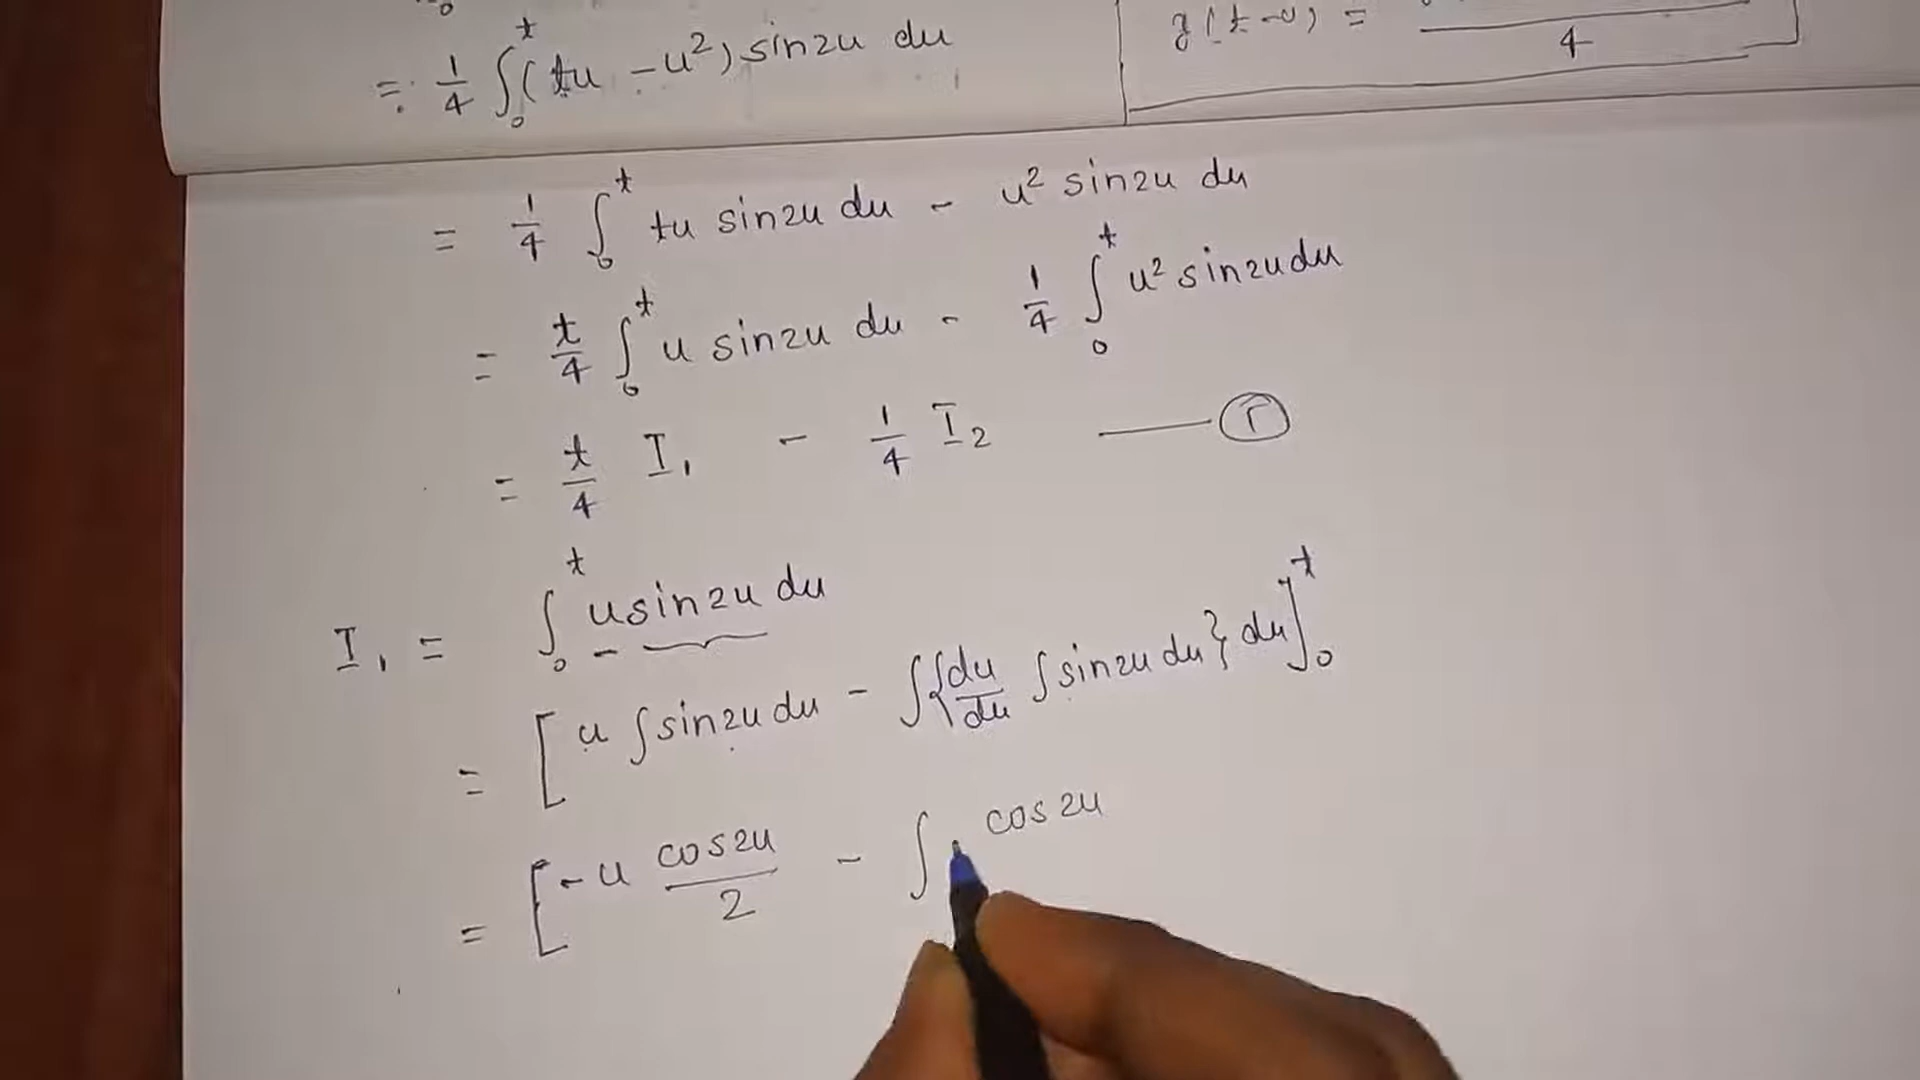 = 1/4 ∫₀ᵗ (tu - u²) sin2u du
g(t-u) = /4
= 1/4 ∫₀ᵗ tu sin2u du - u² sin2u du
= t/4 ∫₀ᵗ u sin2u du - 1/4 ∫₀ᵗ u² sin2u du
= t/4 I₁ - 1/4 I₂ —
I₁ = ∫₀ᵗ u sin2u du
= [u ∫ sin2u du - ∫{du/du ∫ sin2u du} du]₀ᵗ
= [-u cos2u/2 - ∫ cos2u